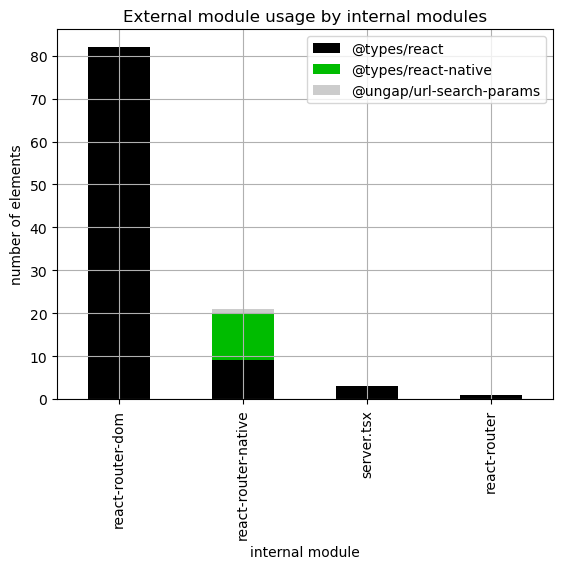 External module usage by internal modules
@types/react
@types/react-native
@ungap/url-search-params
number of elements
80
70
60
50
40
30
20
10
0
react-router-dom
react-router-native
server.tsx
react-router
internal module